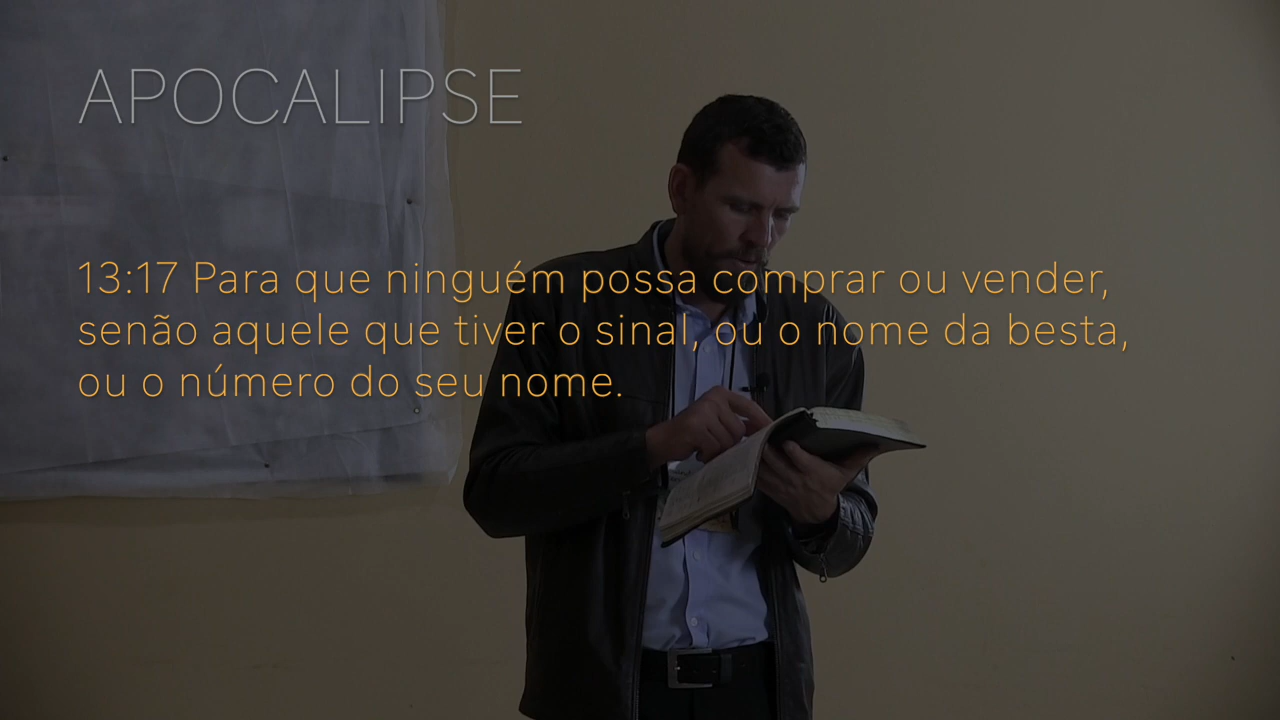 APOCALIPSE
13:17 Para que ninguém possa comprar ou vender,
senão aquele que tiver o sinal, ou o nome da besta,
ou o número do seu nome.